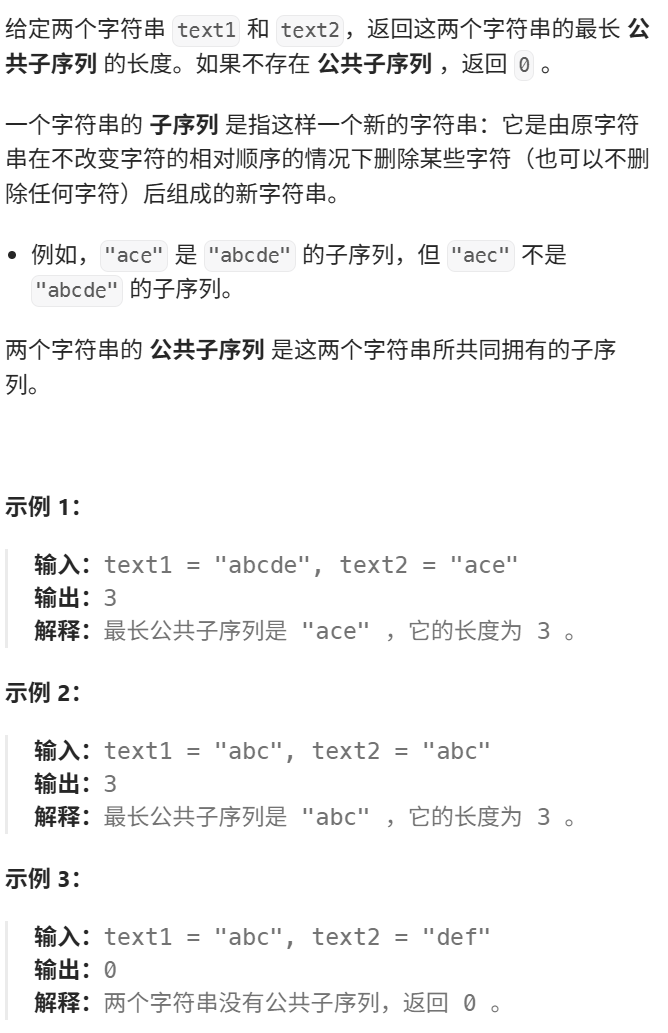 给定两个字符串 text1 和 text2，返回这两个字符串的最长 公
共子序列 的长度。如果不存在 公共子序列 ，返回 0 。
一个字符串的 子序列 是指这样一个新的字符串：它是由原字符
串在不改变字符的相对顺序的情况下删除某些字符（也可以不删
除任何字符）后组成的新字符串。
• 例如，"ace" 是 "abcde" 的子序列，但 "aec" 不是
"abcde" 的子序列。
两个字符串的 公共子序列 是这两个字符串所共同拥有的子序
列。
示例 1：
输入：text1 = "abcde", text2 = "ace"
输出：3
解释：最长公共子序列是 "ace" ，它的长度为 3 。
示例 2：
输入：text1 = "abc", text2 = "abc"
输出：3
解释：最长公共子序列是 "abc" ，它的长度为 3 。
示例 3：
输入：text1 = "abc", text2 = "def"
输出：0
解释：两个字符串没有公共子序列，返回 0 。